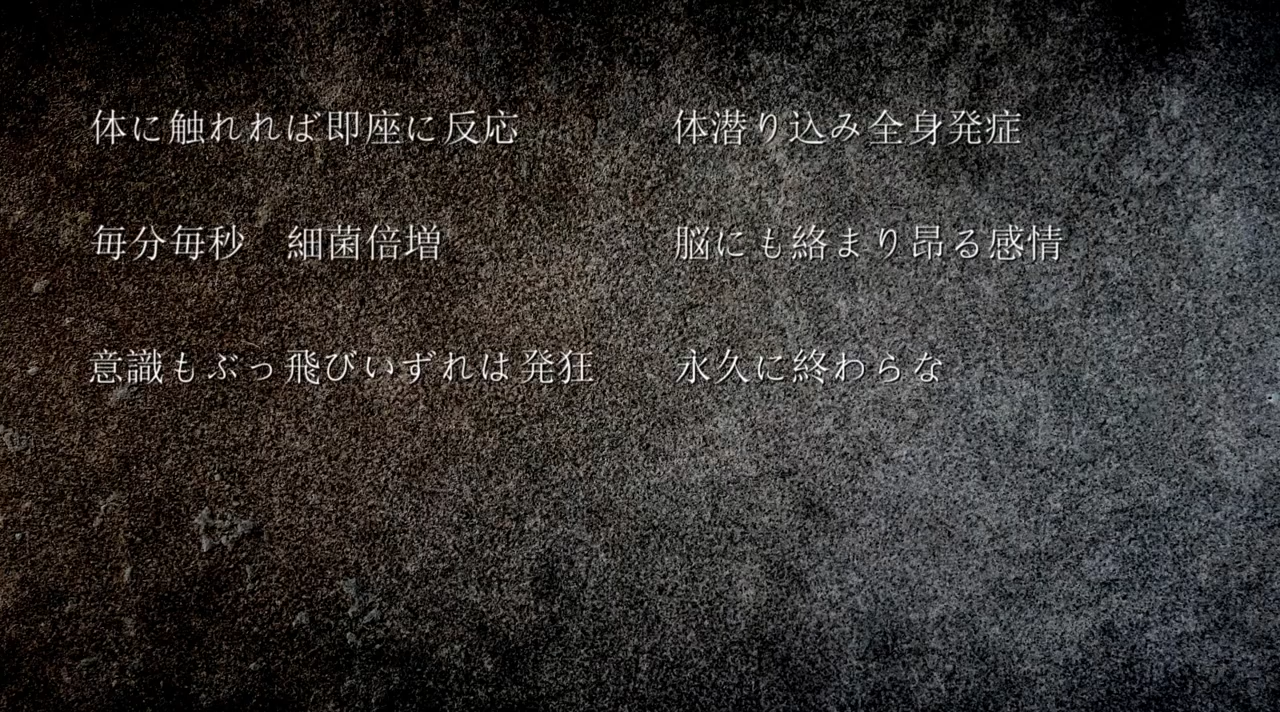 体に触れれば即座に反応　体潜り込み全身発症
毎分毎秒　細菌倍増　脳にも絡まり昂る感情
意識もぶっ飛びいずれは発狂　永久に終わらな